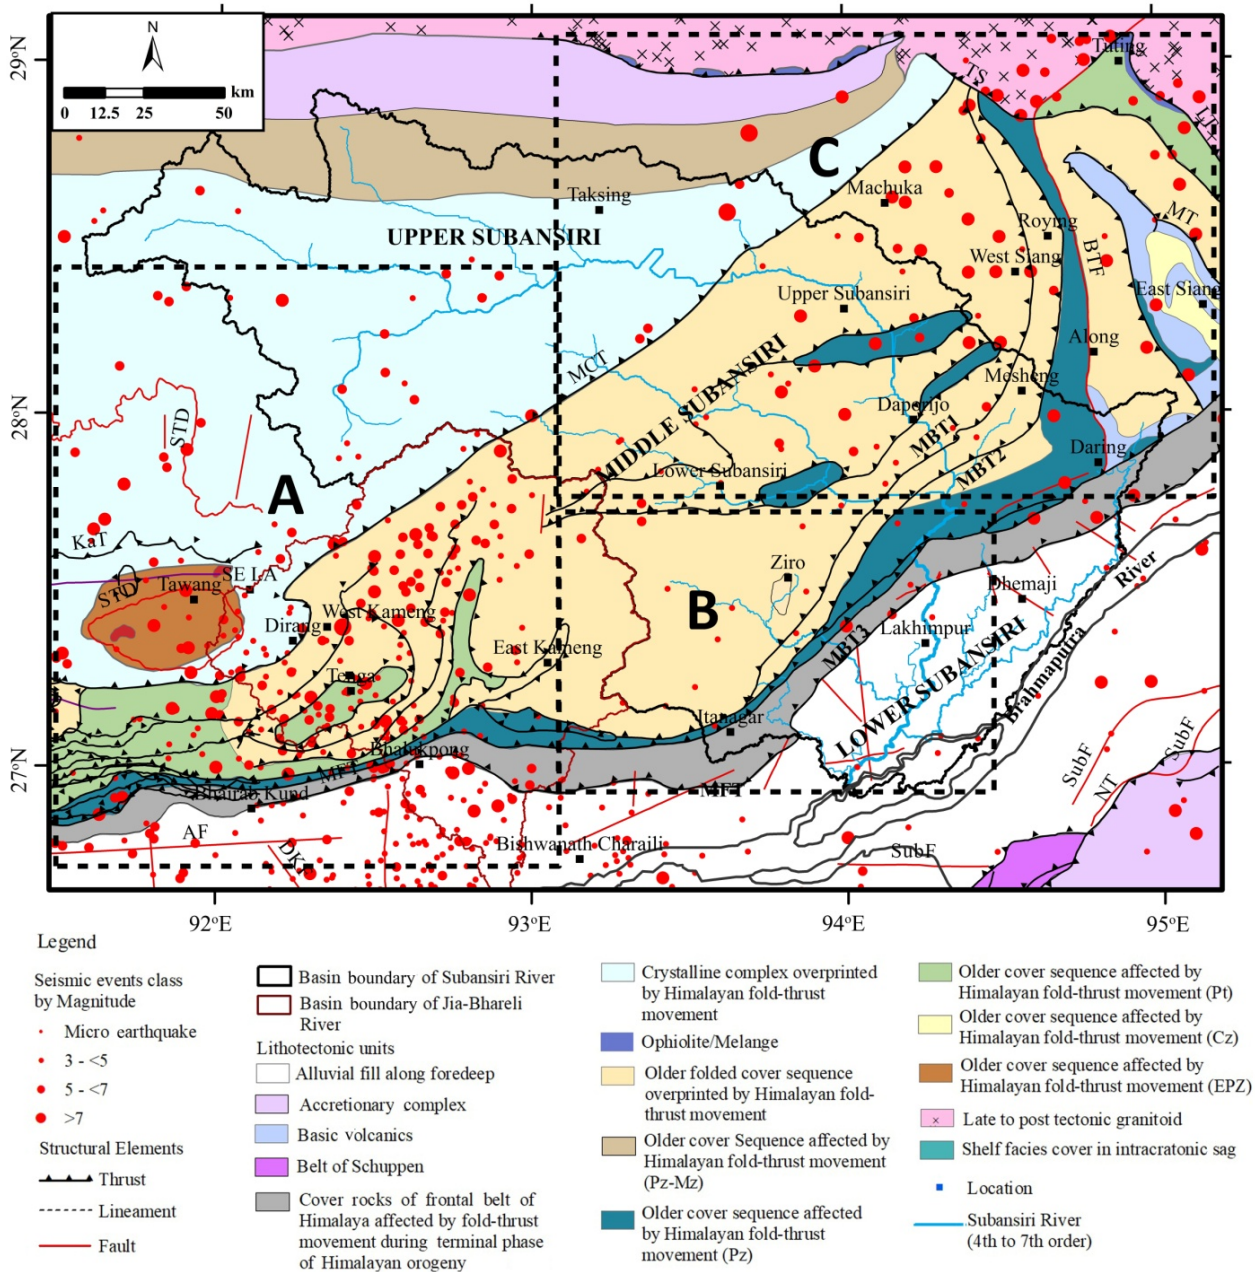 N
0 12.5 25 50 km
29°N
28°N
27°N
92°E 93°E 94°E 95°E
Tuting
TS
C
Taksing
Machuka
MT
Roying
UPPER SUBANSIRI
BTF
West Siang
Upper Subansiri
East Siang
Along
MCT
MIDDLE SUBANSIRI
Mesheng
Daporijo
STD
MBT1
MBT2
Daring
Lower Subansiri
A
KaT
STD
SE LA
Tawang
Ziro
Dhemaji
River
B
Dirang
West Kameng
Lakhimpur
East Kameng
MBT3
Brahmaputra
LOWER SUBANSIRI
Tenga
Itanagar
Bhalukpong
SubF
SubF
NT
MFT
MFT
Bhairab Kund
AF
Bishwanath Charaili
SubF
Legend
Seismic events class
by Magnitude
Micro earthquake
3 - <5
5 - <7
>7
Structural Elements
Thrust
Lineament
Fault
Basin boundary of Subansiri River
Basin boundary of Jia-Bhareli
River
Lithotectonic units
Alluvial fill along foredeep
Accretionary complex
Basic volcanics
Belt of Schuppen
Cover rocks of frontal belt of
Himalaya affected by fold-thrust
movement during terminal phase
of Himalayan orogeny
Crystalline complex overprinted
by Himalayan fold-thrust
movement
Ophiolite/Melange
Older folded cover sequence
overprinted by Himalayan fold-
thrust movement
Older cover Sequence affected by
Himalayan fold-thrust movement
(Pz-Mz)
Older cover sequence affected
by Himalayan fold-thrust
movement (Pz)
Older cover sequence affected by
Himalayan fold-thrust movement (Pt)
Older cover sequence affected by
Himalayan fold-thrust movement (Cz)
Older cover sequence affected by
Himalayan fold-thrust movement (EPZ)
Late to post tectonic granitoid
Shelf facies cover in intracratonic sag
Location
Subansiri River
(4th to 7th order)